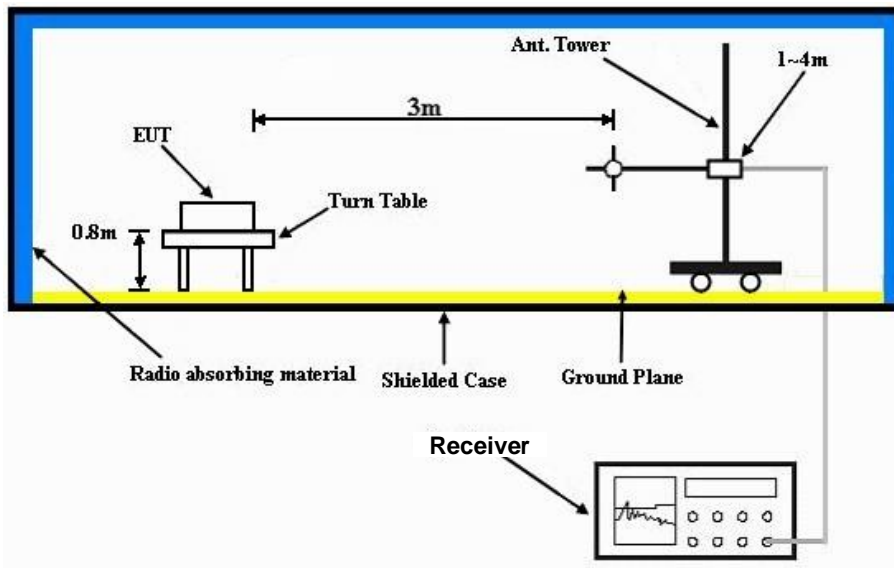 Ant. Tower
1~4m
3m
EUT
Turn Table
0.8m
Radio absorbing material
Shielded Case
Ground Plane
Receiver